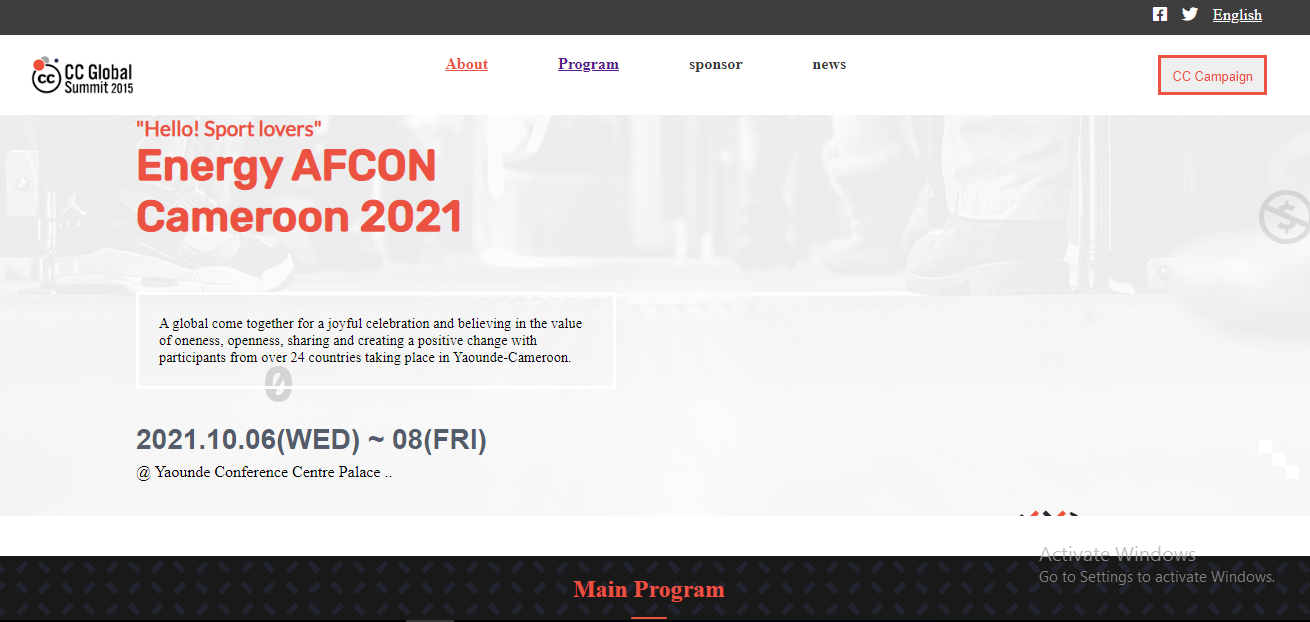 English
CC Global
Summit 2015
About Program sponsor news
CC Campaign
"Hello! Sport lovers"
Energy AFCON
Cameroon 2021
A global come together for a joyful celebration and believing in the value
of oneness, openness, sharing and creating a positive change with
participants from over 24 countries taking place in Yaounde-Cameroon.
2021.10.06(WED) ~ 08(FRI)
@ Yaounde Conference Centre Palace ..
Activate Windows
Go to Settings to activate Windows.
Main Program